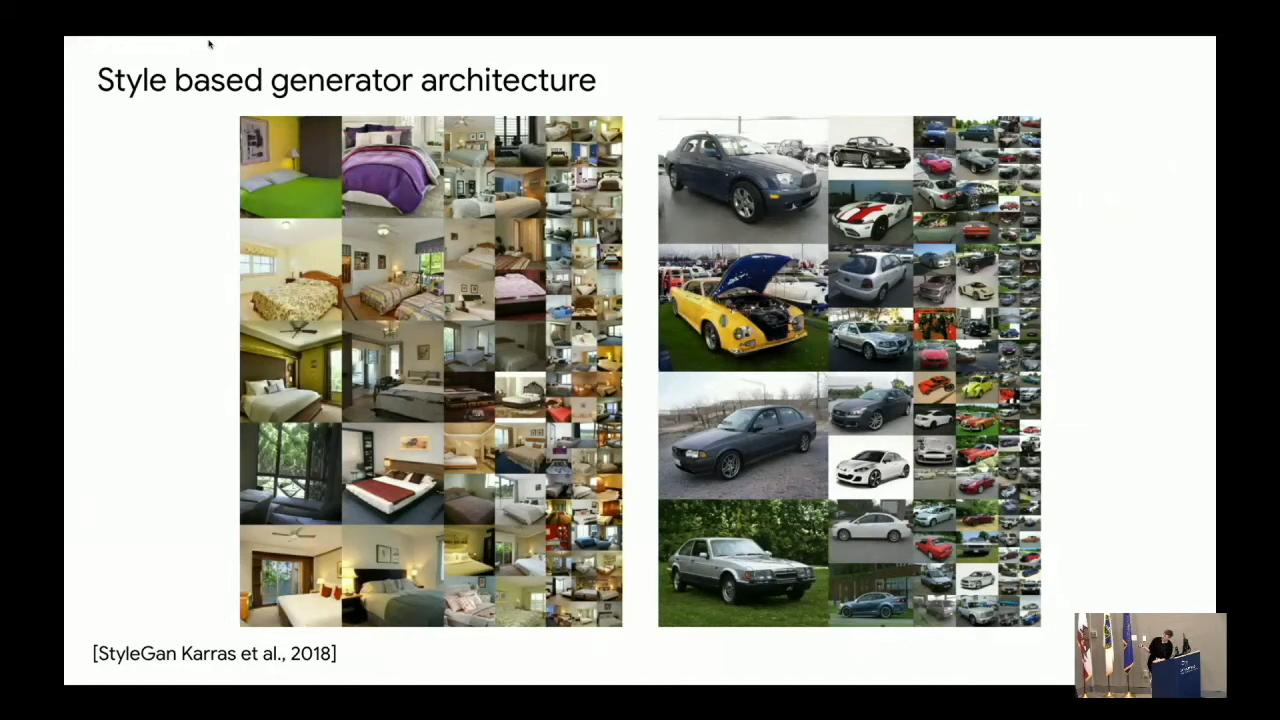 Style based generator architecture
[StyleGan Karras et al., 2018]